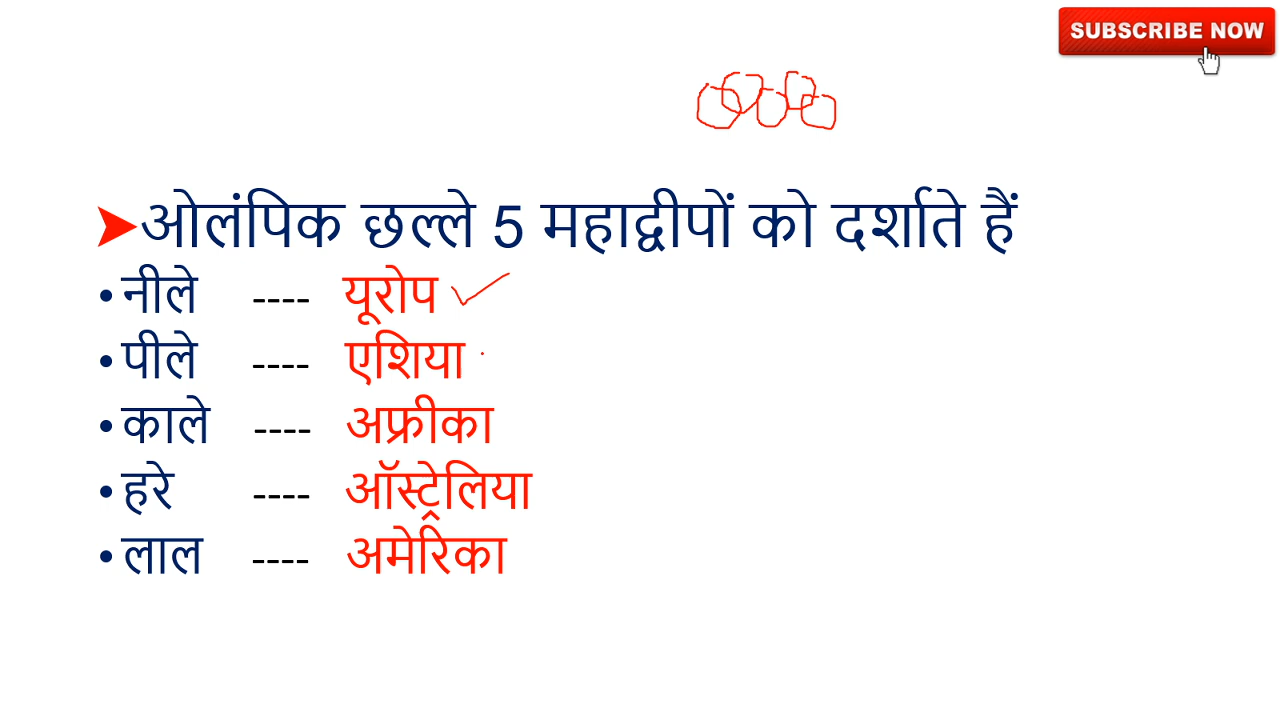 SUBSCRIBE NOW
➤ओलंपिक छल्ले 5 महाद्वीपों को दर्शाते हैं
•नीले ---- यूरोप
•पीले ---- एशिया
•काले ---- अफ्रीका
•हरे ---- ऑस्ट्रेलिया
•लाल ---- अमेरिका